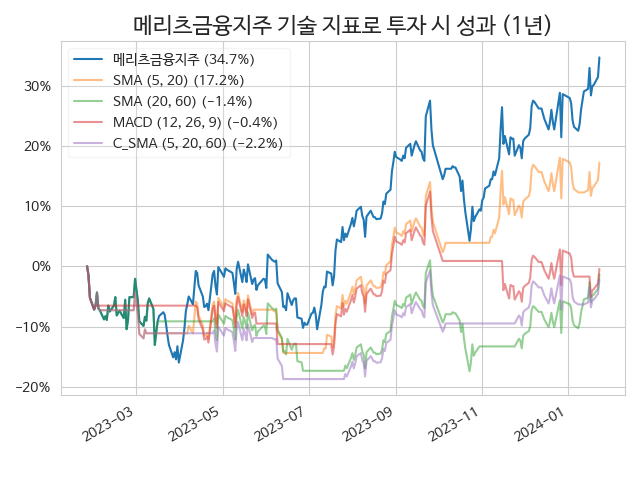 메리츠금융지주 기술 지표로 투자 시 성과 (1년)
메리츠금융지주 (34.7%)
SMA (5, 20) (17.2%)
SMA (20, 60) (−1.4%)
MACD (12, 26, 9) (−0.4%)
C_SMA (5, 20, 60) (−2.2%)
30%
20%
10%
0%
−10%
−20%
2023−03
2023−05
2023−07
2023−09
2023−11
2024−01